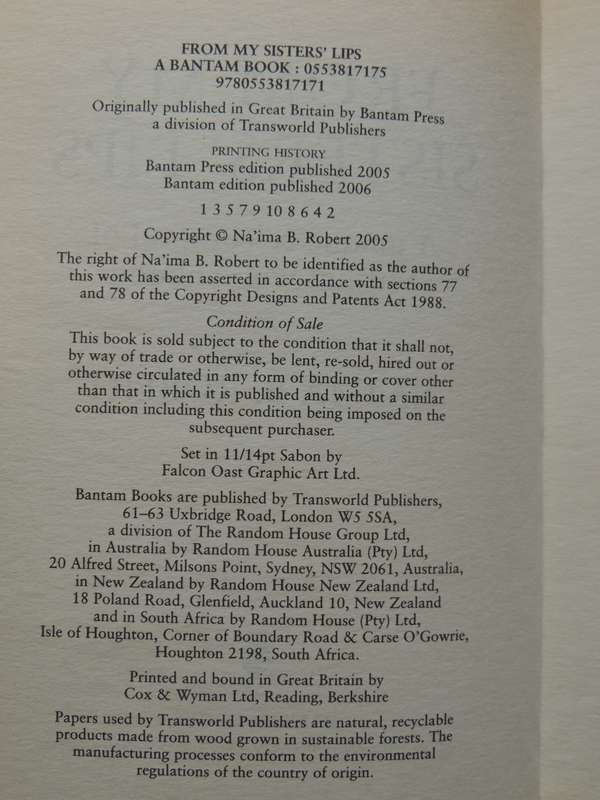 FROM MY SISTERS' LIPS
A BANTAM BOOK : 0553817175
9780553817171
Originally published in Great Britain by Bantam Press
a division of Transworld Publishers
PRINTING HISTORY
Bantam Press edition published 2005
Bantam edition published 2006
1 3 5 7 9 10 8 6 4 2
Copyright © Na'ima B. Robert 2005
The right of Na'ima B. Robert to be identified as the author of
this work has been asserted in accordance with sections 77
and 78 of the Copyright Designs and Patents Act 1988.
Condition of Sale
This book is sold subject to the condition that it shall not,
by way of trade or otherwise, be lent, re-sold, hired out or
otherwise circulated in any form of binding or cover other
than that in which it is published and without a similar
condition including this condition being imposed on the
subsequent purchaser.
Set in 11/14pt Sabon by
Falcon Oast Graphic Art Ltd.
Bantam Books are published by Transworld Publishers,
61–63 Uxbridge Road, London W5 5SA,
a division of The Random House Group Ltd,
in Australia by Random House Australia (Pty) Ltd,
20 Alfred Street, Milsons Point, Sydney, NSW 2061, Australia,
in New Zealand by Random House New Zealand Ltd,
18 Poland Road, Glenfield, Auckland 10, New Zealand
and in South Africa by Random House (Pty) Ltd,
Isle of Houghton, Corner of Boundary Road & Carse O'Gowrie,
Houghton 2198, South Africa.
Printed and bound in Great Britain by
Cox & Wyman Ltd, Reading, Berkshire
Papers used by Transworld Publishers are natural, recyclable
products made from wood grown in sustainable forests. The
manufacturing processes conform to the environmental
regulations of the country of origin.